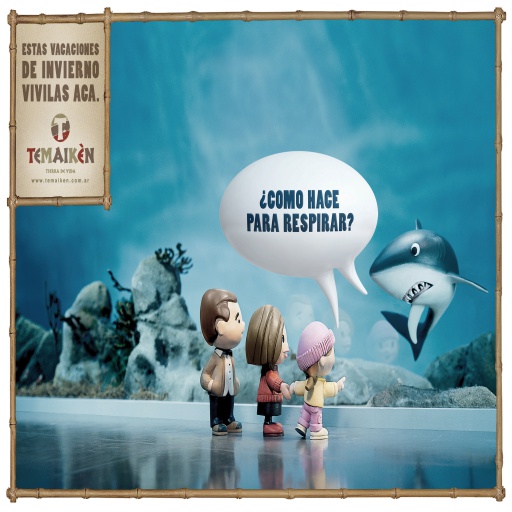 ESTAS VACACIONES
DE INVIERNO
VIVILAS ACA.
T
TEMAIKÈN
TIERRA DE VIDA
www.temaiken.com.ar
¿COMO HACE
PARA RESPIRAR?